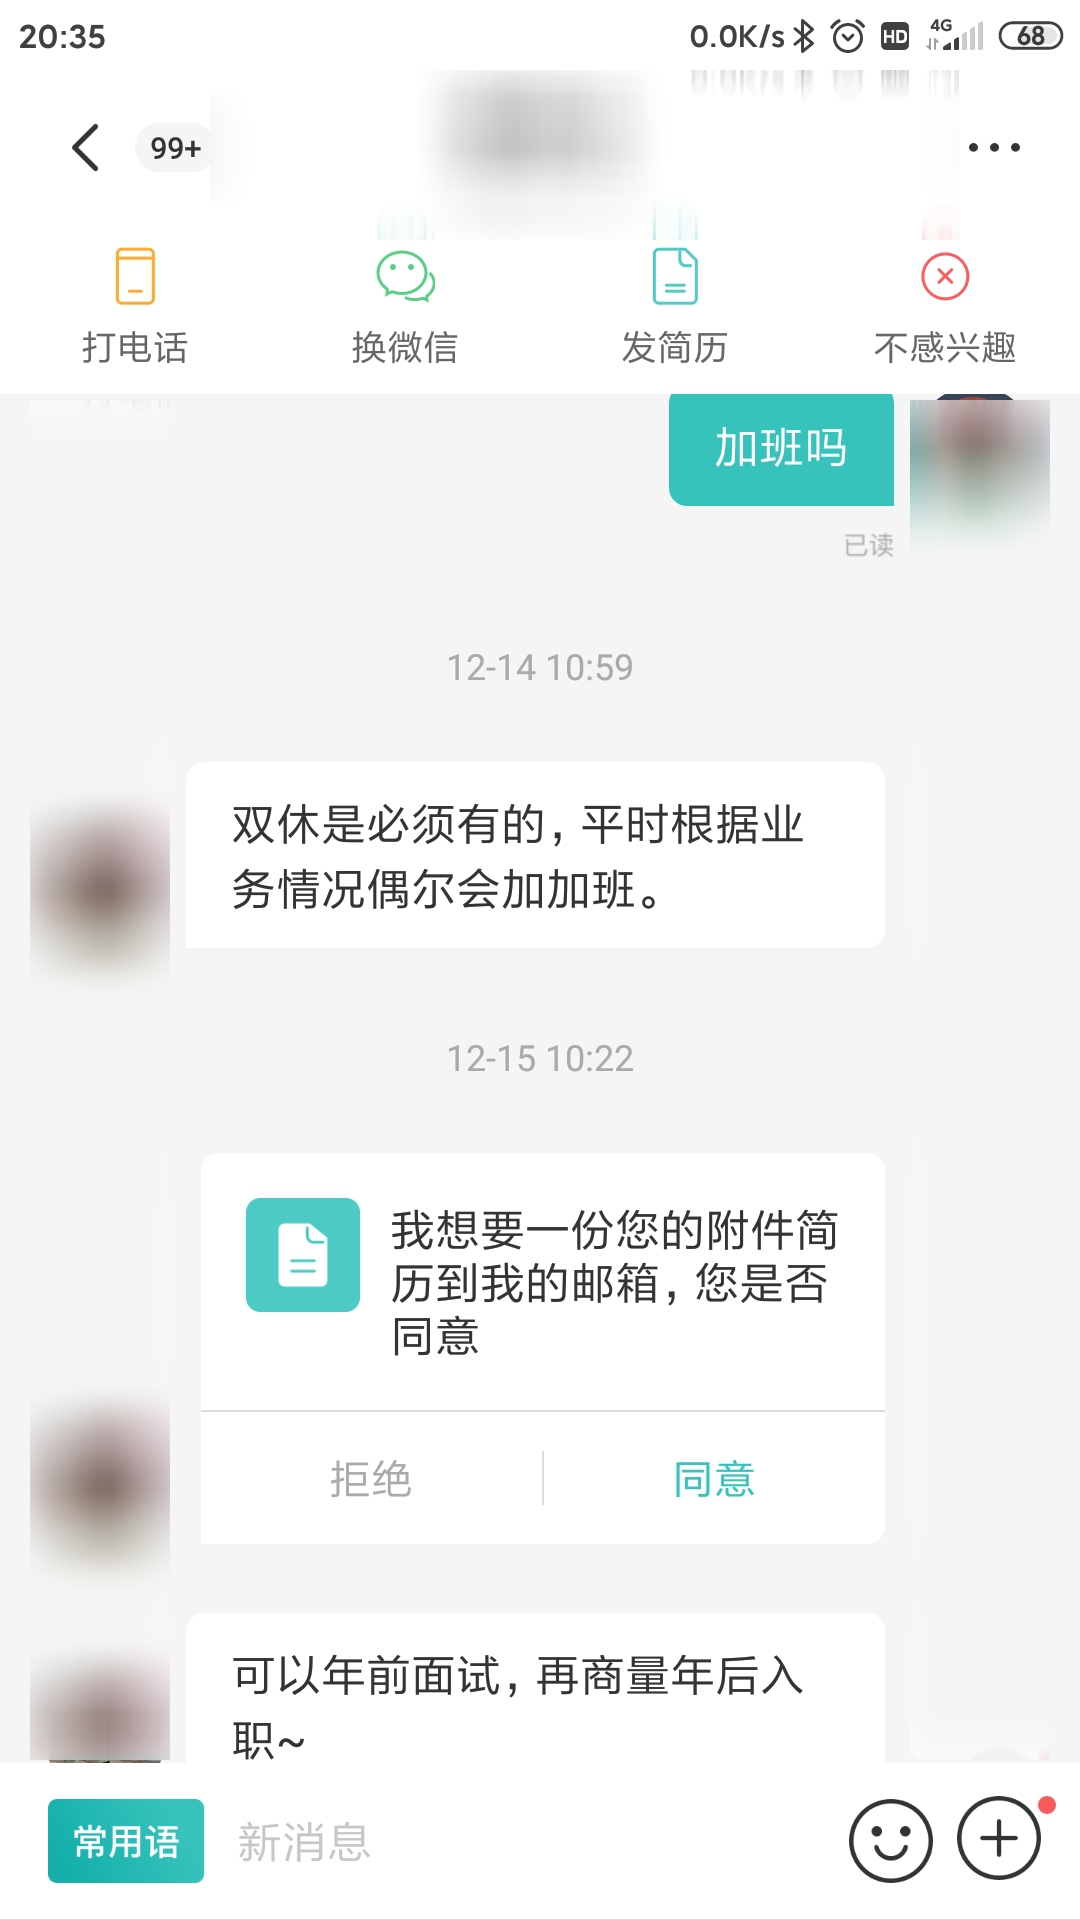 20:35
0.0K/s HD 4G 68
99+
打电话 换微信 发简历 不感兴趣
加班吗
已读
12-14 10:59
双休是必须有的，平时根据业
务情况偶尔会加加班。
12-15 10:22
我想要一份您的附件简
历到我的邮箱，您是否
同意
拒绝 同意
可以年前面试，再商量年后入
职~
常用语 新消息